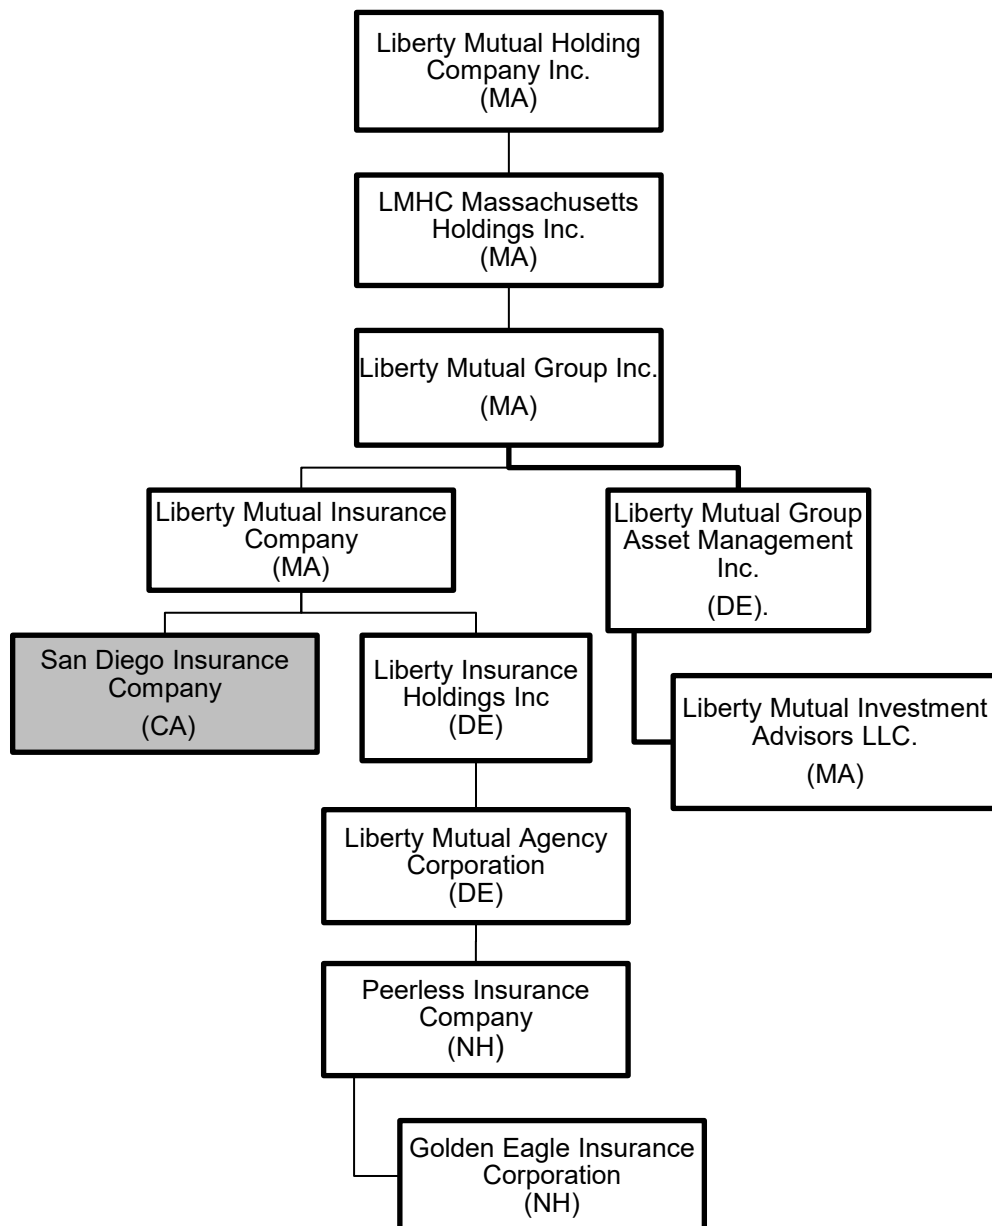 Liberty Mutual Holding
Company Inc.
(MA)
LMHC Massachusetts
Holdings Inc.
(MA)
Liberty Mutual Group Inc.
(MA)
Liberty Mutual Insurance
Company
(MA)
Liberty Mutual Group
Asset Management
Inc.
(DE).
San Diego Insurance
Company
(CA)
Liberty Insurance
Holdings Inc
(DE)
Liberty Mutual Investment
Advisors LLC.
(MA)
Liberty Mutual Agency
Corporation
(DE)
Peerless Insurance
Company
(NH)
Golden Eagle Insurance
Corporation
(NH)